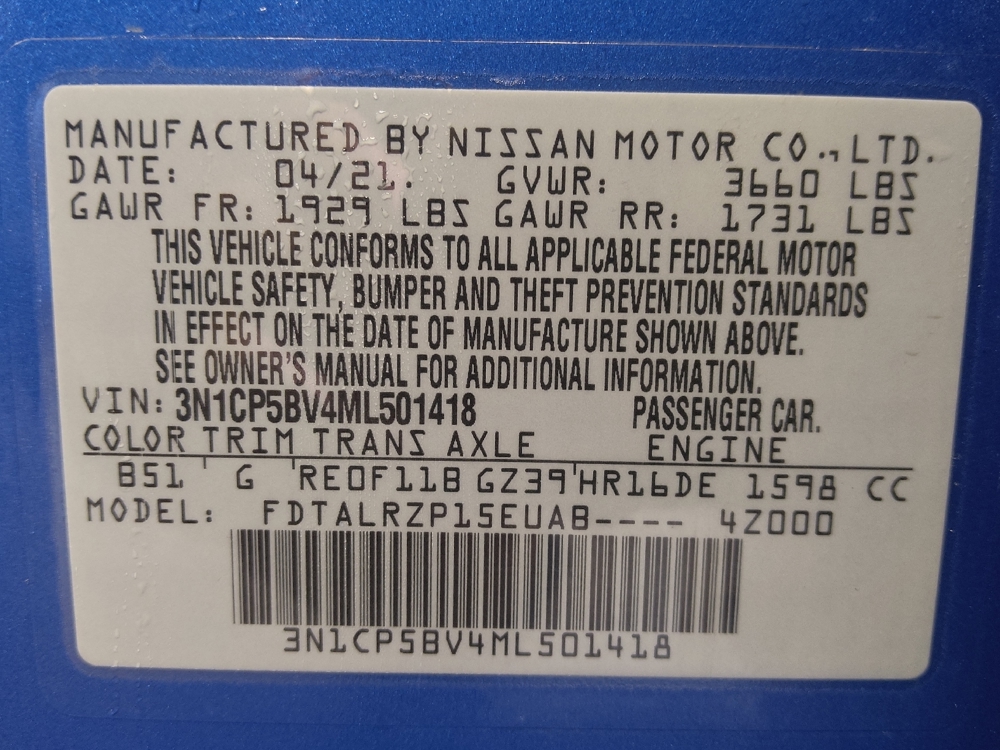 MANUFACTURED BY NISSAN MOTOR CO., LTD.
DATE: 04/21. GVWR: 3660 LBS
GAWR FR: 1929 LBS GAWR RR: 1731 LBS
THIS VEHICLE CONFORMS TO ALL APPLICABLE FEDERAL MOTOR
VEHICLE SAFETY, BUMPER AND THEFT PREVENTION STANDARDS
IN EFFECT ON THE DATE OF MANUFACTURE SHOWN ABOVE.
SEE OWNER'S MANUAL FOR ADDITIONAL INFORMATION.
VIN: 3N1CP5BV4ML501418 PASSENGER CAR.
COLOR TRIM TRANS AXLE ENGINE
B51 ' G 'RE0F11B GZ39'HR16DE 1598 CC
MODEL: FDTALRZP15EUAB---- 4Z000
3N1CP5BV4ML501418